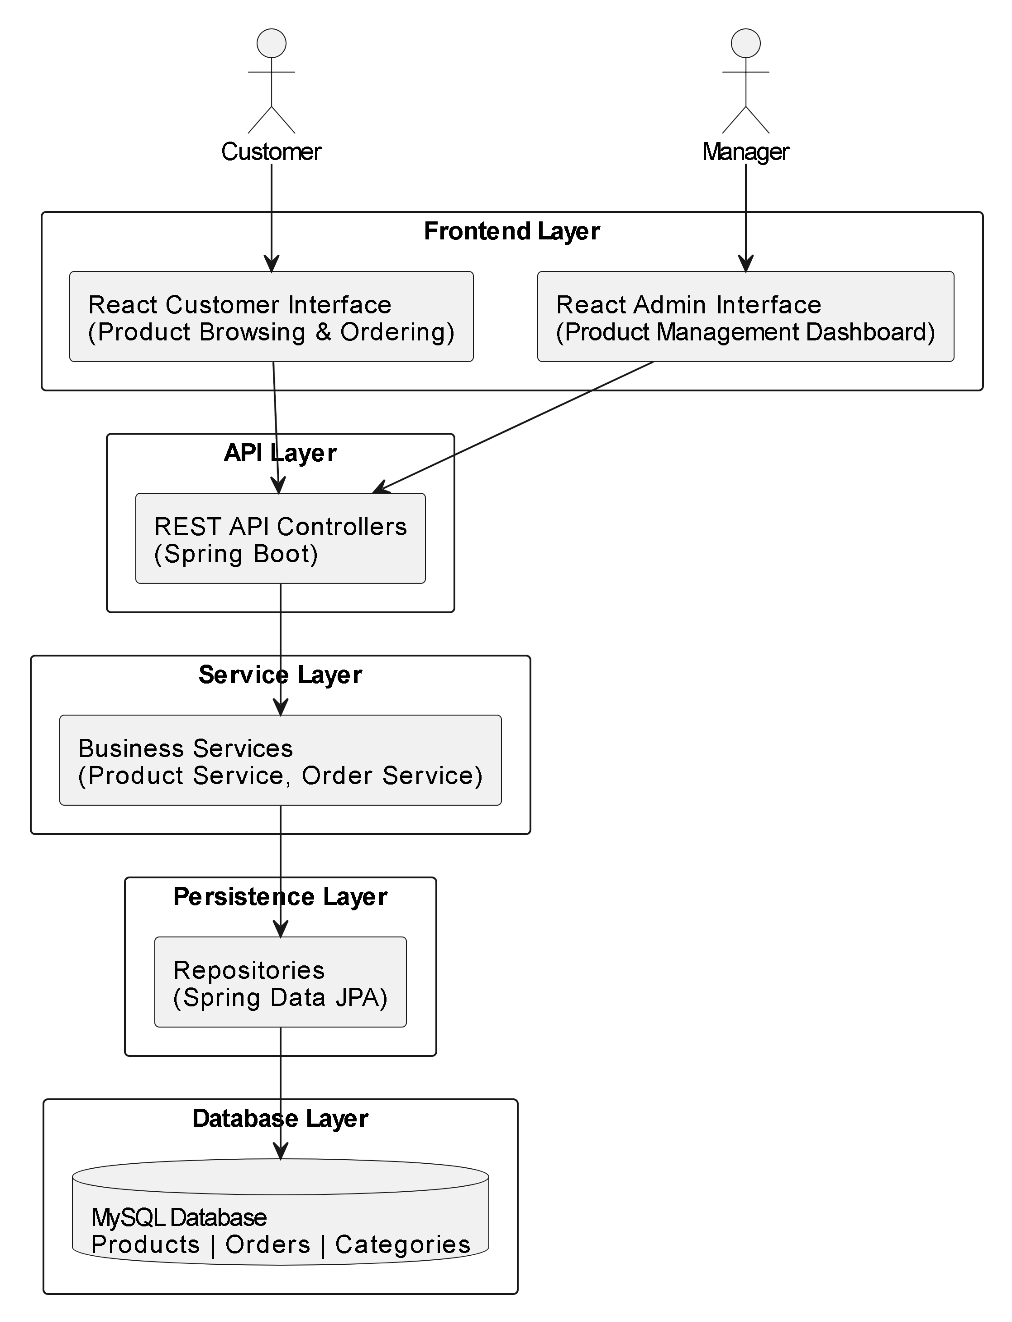 Customer
Manager
Frontend Layer
React Customer Interface
(Product Browsing & Ordering)
React Admin Interface
(Product Management Dashboard)
API Layer
REST API Controllers
(Spring Boot)
Service Layer
Business Services
(Product Service, Order Service)
Persistence Layer
Repositories
(Spring Data JPA)
Database Layer
MySQL Database
Products | Orders | Categories